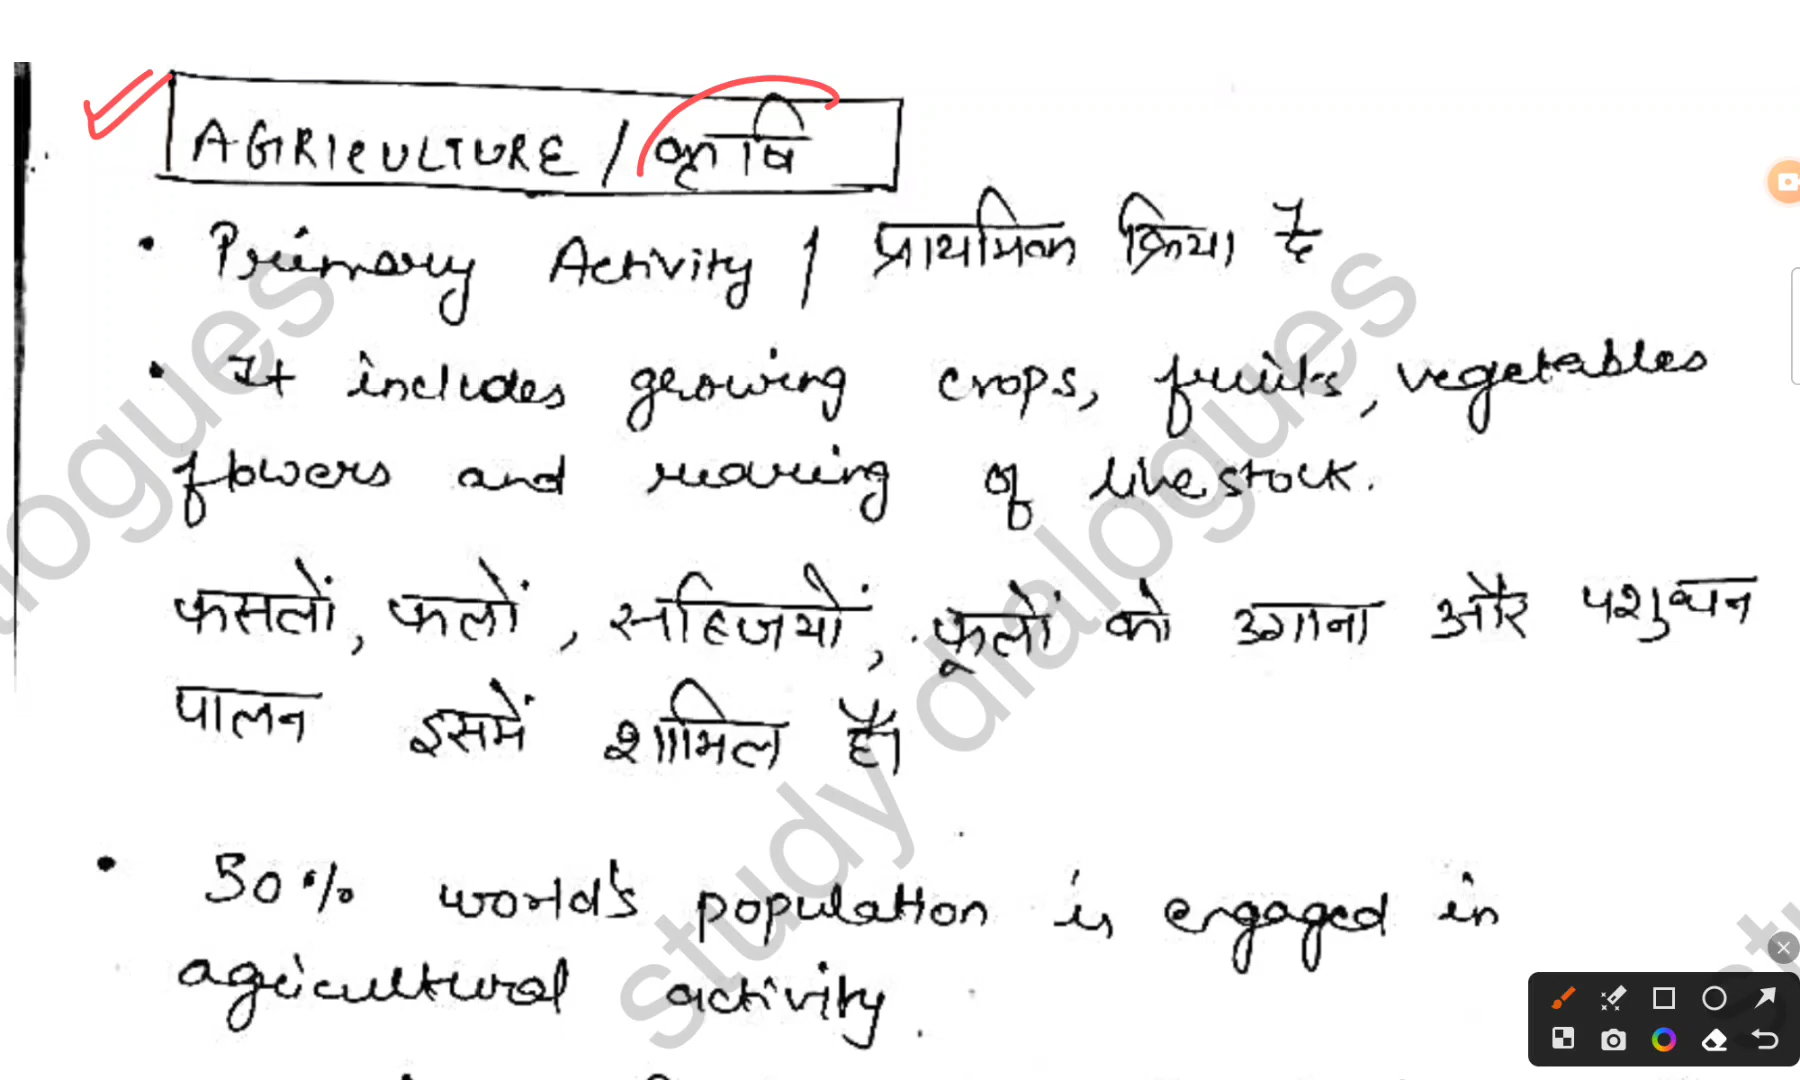 AGRICULTURE / कृषि
• Primary Activity / प्राथमिक क्रिया है
• It includes growing crops, fruits, vegetables
flowers and rearing of livestock.
फसलों, फलों, सब्जियों, फूलों को उगाना और पशुधन
पालन इसमें शामिल है।
• 50% world's population is engaged in
agricultural activity.
study dialogues